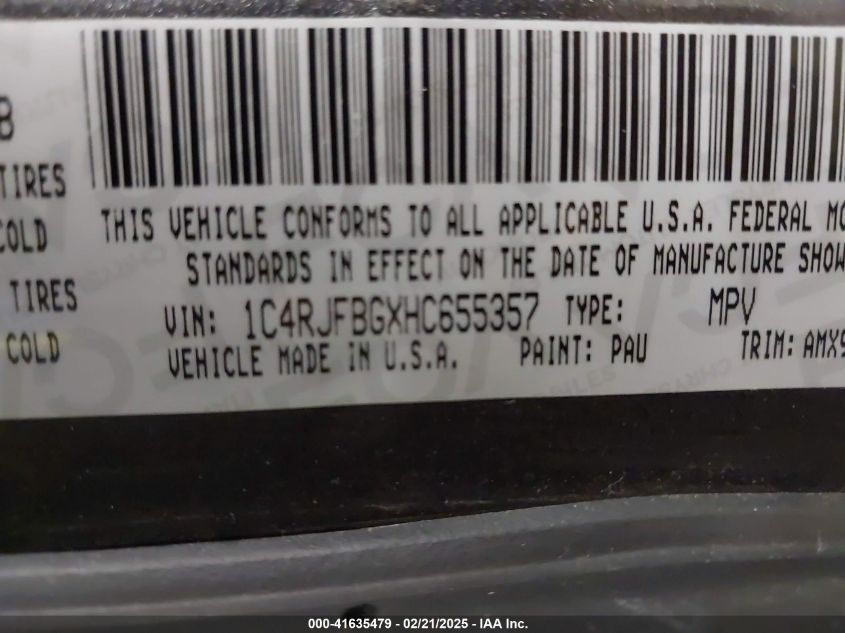 B
TIRES
COLD
TIRES
COLD
THIS VEHICLE CONFORMS TO ALL APPLICABLE U.S.A. FEDERAL MO
STANDARDS IN EFFECT ON THE DATE OF MANUFACTURE SHOW
VIN: 1C4RJFBGXHC655357 TYPE: MPV
VEHICLE MADE IN U.S.A. PAINT: PAU TRIM: AMX9
000-41635479 - 02/21/2025 - © IAA, Inc.